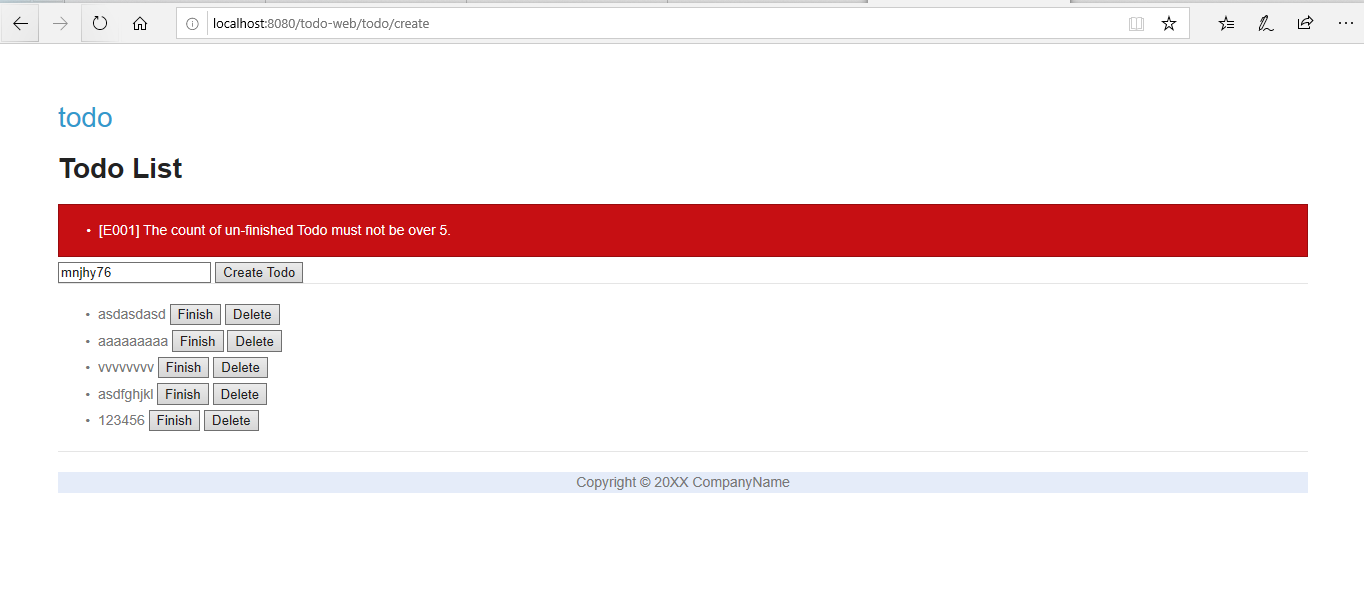 localhost:8080/todo-web/todo/create
todo
Todo List
• [E001] The count of un-finished Todo must not be over 5.
mnjhy76 Create Todo
• asdasdasd Finish Delete
• aaaaaaaaa Finish Delete
• vvvvvvvv Finish Delete
• asdfghjkl Finish Delete
• 123456 Finish Delete
Copyright © 20XX CompanyName